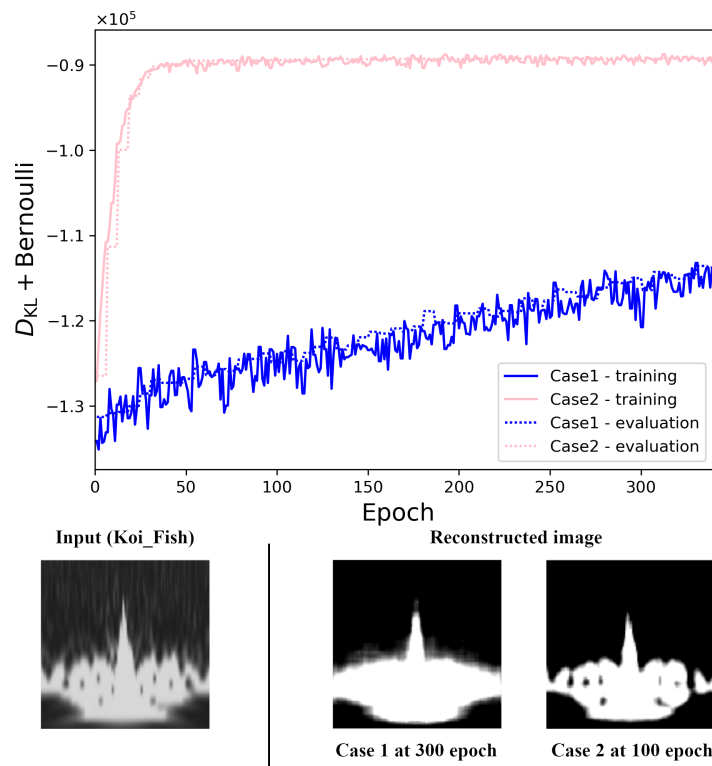 ×10⁵
−0.9
−1.0
−1.1
−1.2
−1.3
D_KL + Bernoulli
Case1 - training
Case2 - training
Case1 - evaluation
Case2 - evaluation
0 50 100 150 200 250 300
Epoch
Input (Koi_Fish) Reconstructed image
Case 1 at 300 epoch Case 2 at 100 epoch